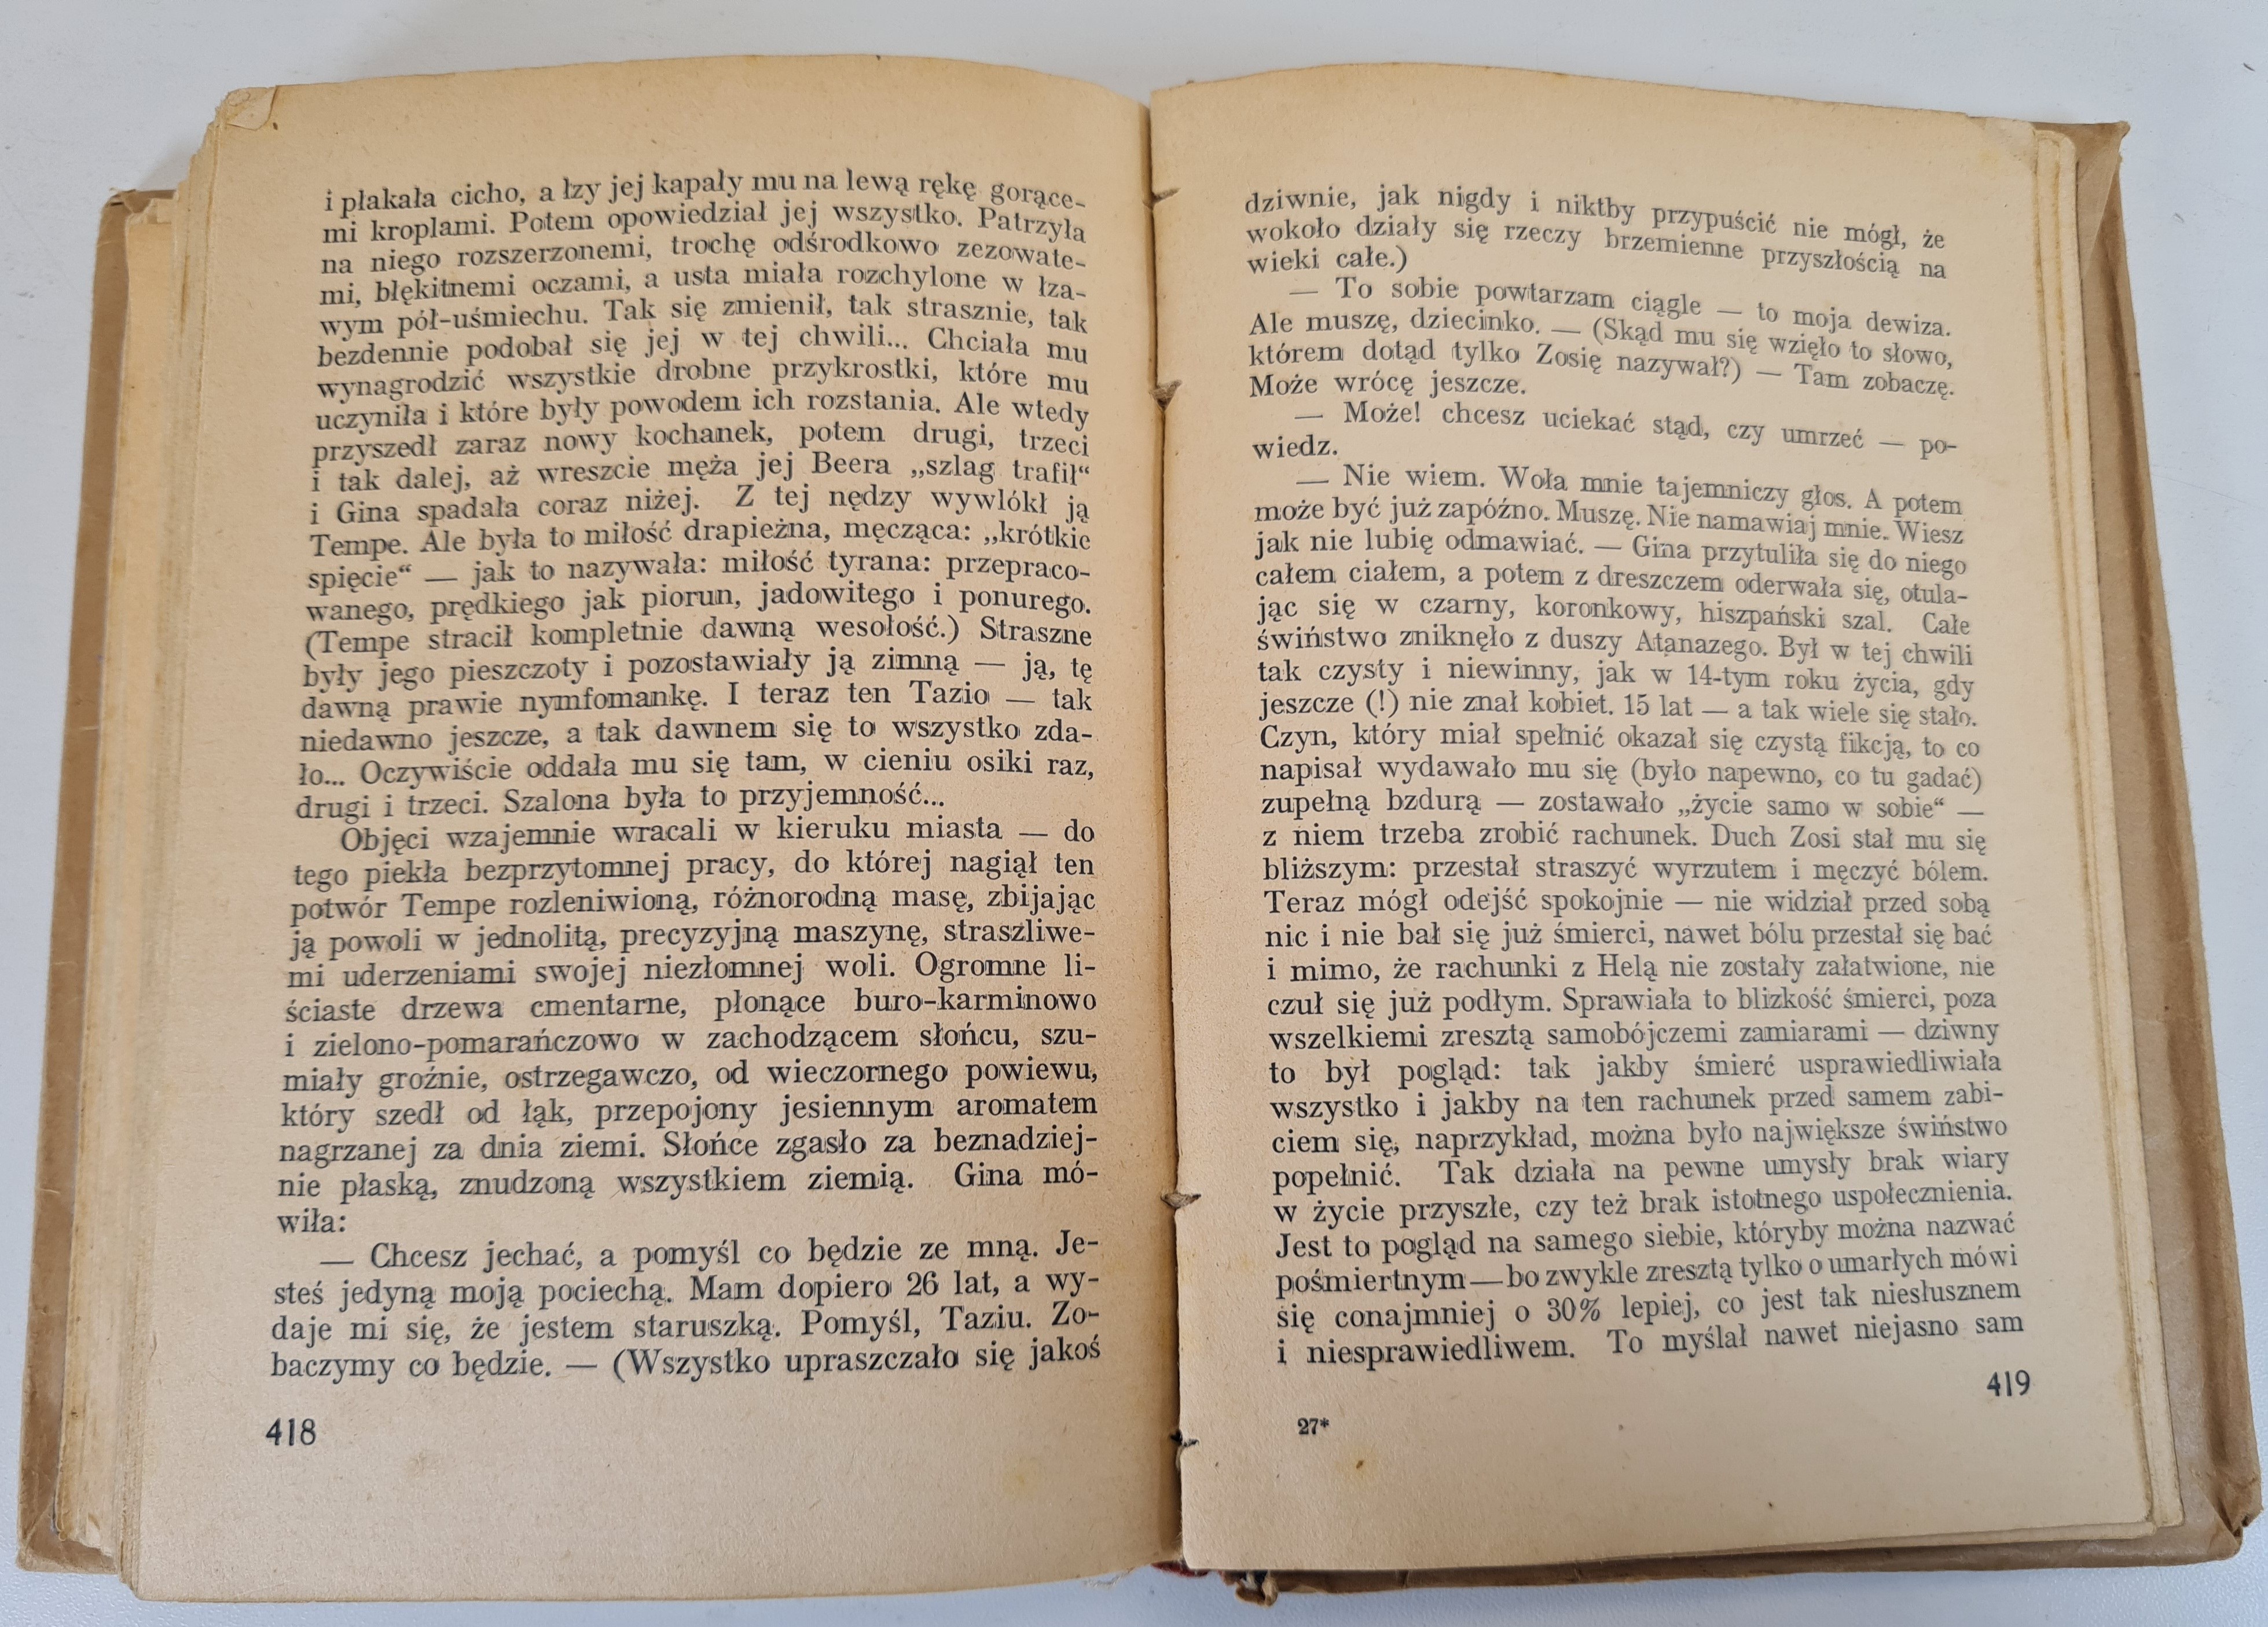 i płakała cicho, a łzy jej kapały mu na lewą rękę gorące-
mi kroplami. Potem opowiedział jej wszystko. Patrzyła
na niego rozszerzonemi, trochę odśrodkowo zezowate-
mi, błękitnemi oczami, a usta miała rozchylone w łza-
wym pół-uśmiechu. Tak się zmienił, tak strasznie, tak
bezdennie podobał się jej w tej chwili... Chciała mu
wynagrodzić wszystkie drobne przykrostki, które mu
uczyniła i które były powodem ich rozstania. Ale wtedy
przyszedł zaraz nowy kochanek, potem drugi, trzeci
i tak dalej, aż wreszcie męża jej Beera „szlag trafił“
i Gina spadała coraz niżej. Z tej nędzy wywlókł ją
Tempe. Ale była to miłość drapieżna, męcząca: „krótkie
spięcie“ — jak to nazywała: miłość tyrana: przepraco-
wanego, prędkiego jak piorun, jadowitego i ponurego.
(Tempe stracił kompletnie dawną wesołość.) Straszne
były jego pieszczoty i pozostawiały ją zimną — ją, tę
dawną prawie nymfomankę. I teraz ten Tazio — tak
niedawno jeszcze, a tak dawnem się to wszystko zda-
ło... Oczywiście oddała mu się tam, w cieniu osiki raz,
drugi i trzeci. Szalona była to przyjemność...
Objęci wzajemnie wracali w kieruku miasta — do
tego piekła bezprzytomnej pracy, do której nagiął ten
potwór Tempe rozleniwioną, różnorodną masę, zbijając
ją powoli w jednolitą, precyzyjną maszynę, straszliwe-
mi uderzeniami swojej niezłomnej woli. Ogromne li-
ściaste drzewa cmentarne, płonące buro-karminowo
i zielono-pomarańczowo w zachodzącem słońcu, szu-
miały groźnie, ostrzegawczo, od wieczornego powiewu,
który szedł od łąk, przepojony jesiennym aromatem
nagrzanej za dnia ziemi. Słońce zgasło za beznadziej-
nie płaską, znudzoną wszystkiem ziemią. Gina mó-
wiła:
— Chcesz jechać, a pomyśl co będzie ze mną. Je-
steś jedyną moją pociechą. Mam dopiero 26 lat, a wy-
daje mi się, że jestem staruszką. Pomyśl, Taziu. Zo-
baczymy co będzie. — (Wszystko upraszczało się jakoś
418
dziwnie, jak nigdy i niktby przypuścić nie mógł, że
wokoło działy się rzeczy brzemienne przyszłością na
wieki całe.)
— To sobie powtarzam ciągle — to moja dewiza.
Ale muszę, dziecinko. — (Skąd mu się wzięło to słowo,
którem dotąd tylko Zosię nazywał?) — Tam zobaczę.
Może wrócę jeszcze.
— Może! chcesz uciekać stąd, czy umrzeć — po-
wiedz.
— Nie wiem. Woła mnie tajemniczy głos. A potem
może być już zapóźno. Muszę. Nie namawiaj mnie. Wiesz
jak nie lubię odmawiać. — Gina przytuliła się do niego
całem ciałem, a potem z dreszczem oderwała się, otula-
jąc się w czarny, koronkowy, hiszpański szal. Całe
świństwo zniknęło z duszy Atanazego. Był w tej chwili
tak czysty i niewinny, jak w 14-tym roku życia, gdy
jeszcze (!) nie znał kobiet. 15 lat — a tak wiele się stało.
Czyn, który miał spełnić okazał się czystą fikcją, to co
napisał wydawało mu się (było napewno, co tu gadać)
zupełną bzdurą — zostawało „życie samo w sobie“ —
z niem trzeba zrobić rachunek. Duch Zosi stał mu się
bliższym: przestał straszyć wyrzutem i męczyć bólem.
Teraz mógł odejść spokojnie — nie widział przed sobą
nic i nie bał się już śmierci, nawet bólu przestał się bać
i mimo, że rachunki z Helą nie zostały załatwione, nie
czuł się już podłym. Sprawiała to blizkość śmierci, poza
wszelkiemi zresztą samobójczemi zamiarami — dziwny
to był pogląd: tak jakby śmierć usprawiedliwiała
wszystko i jakby na ten rachunek przed samem zabi-
ciem się, naprzykład, można było największe świństwo
popełnić. Tak działa na pewne umysły brak wiary
w życie przyszłe, czy też brak istotnego uspołecznienia.
Jest to pogląd na samego siebie, któryby można nazwać
pośmiertnym — bo zwykle zresztą tylko o umarłych mówi
się conajmniej o 30% lepiej, co jest tak niesłusznem
i niesprawiedliwem. To myślał nawet niejasno sam
419
27*